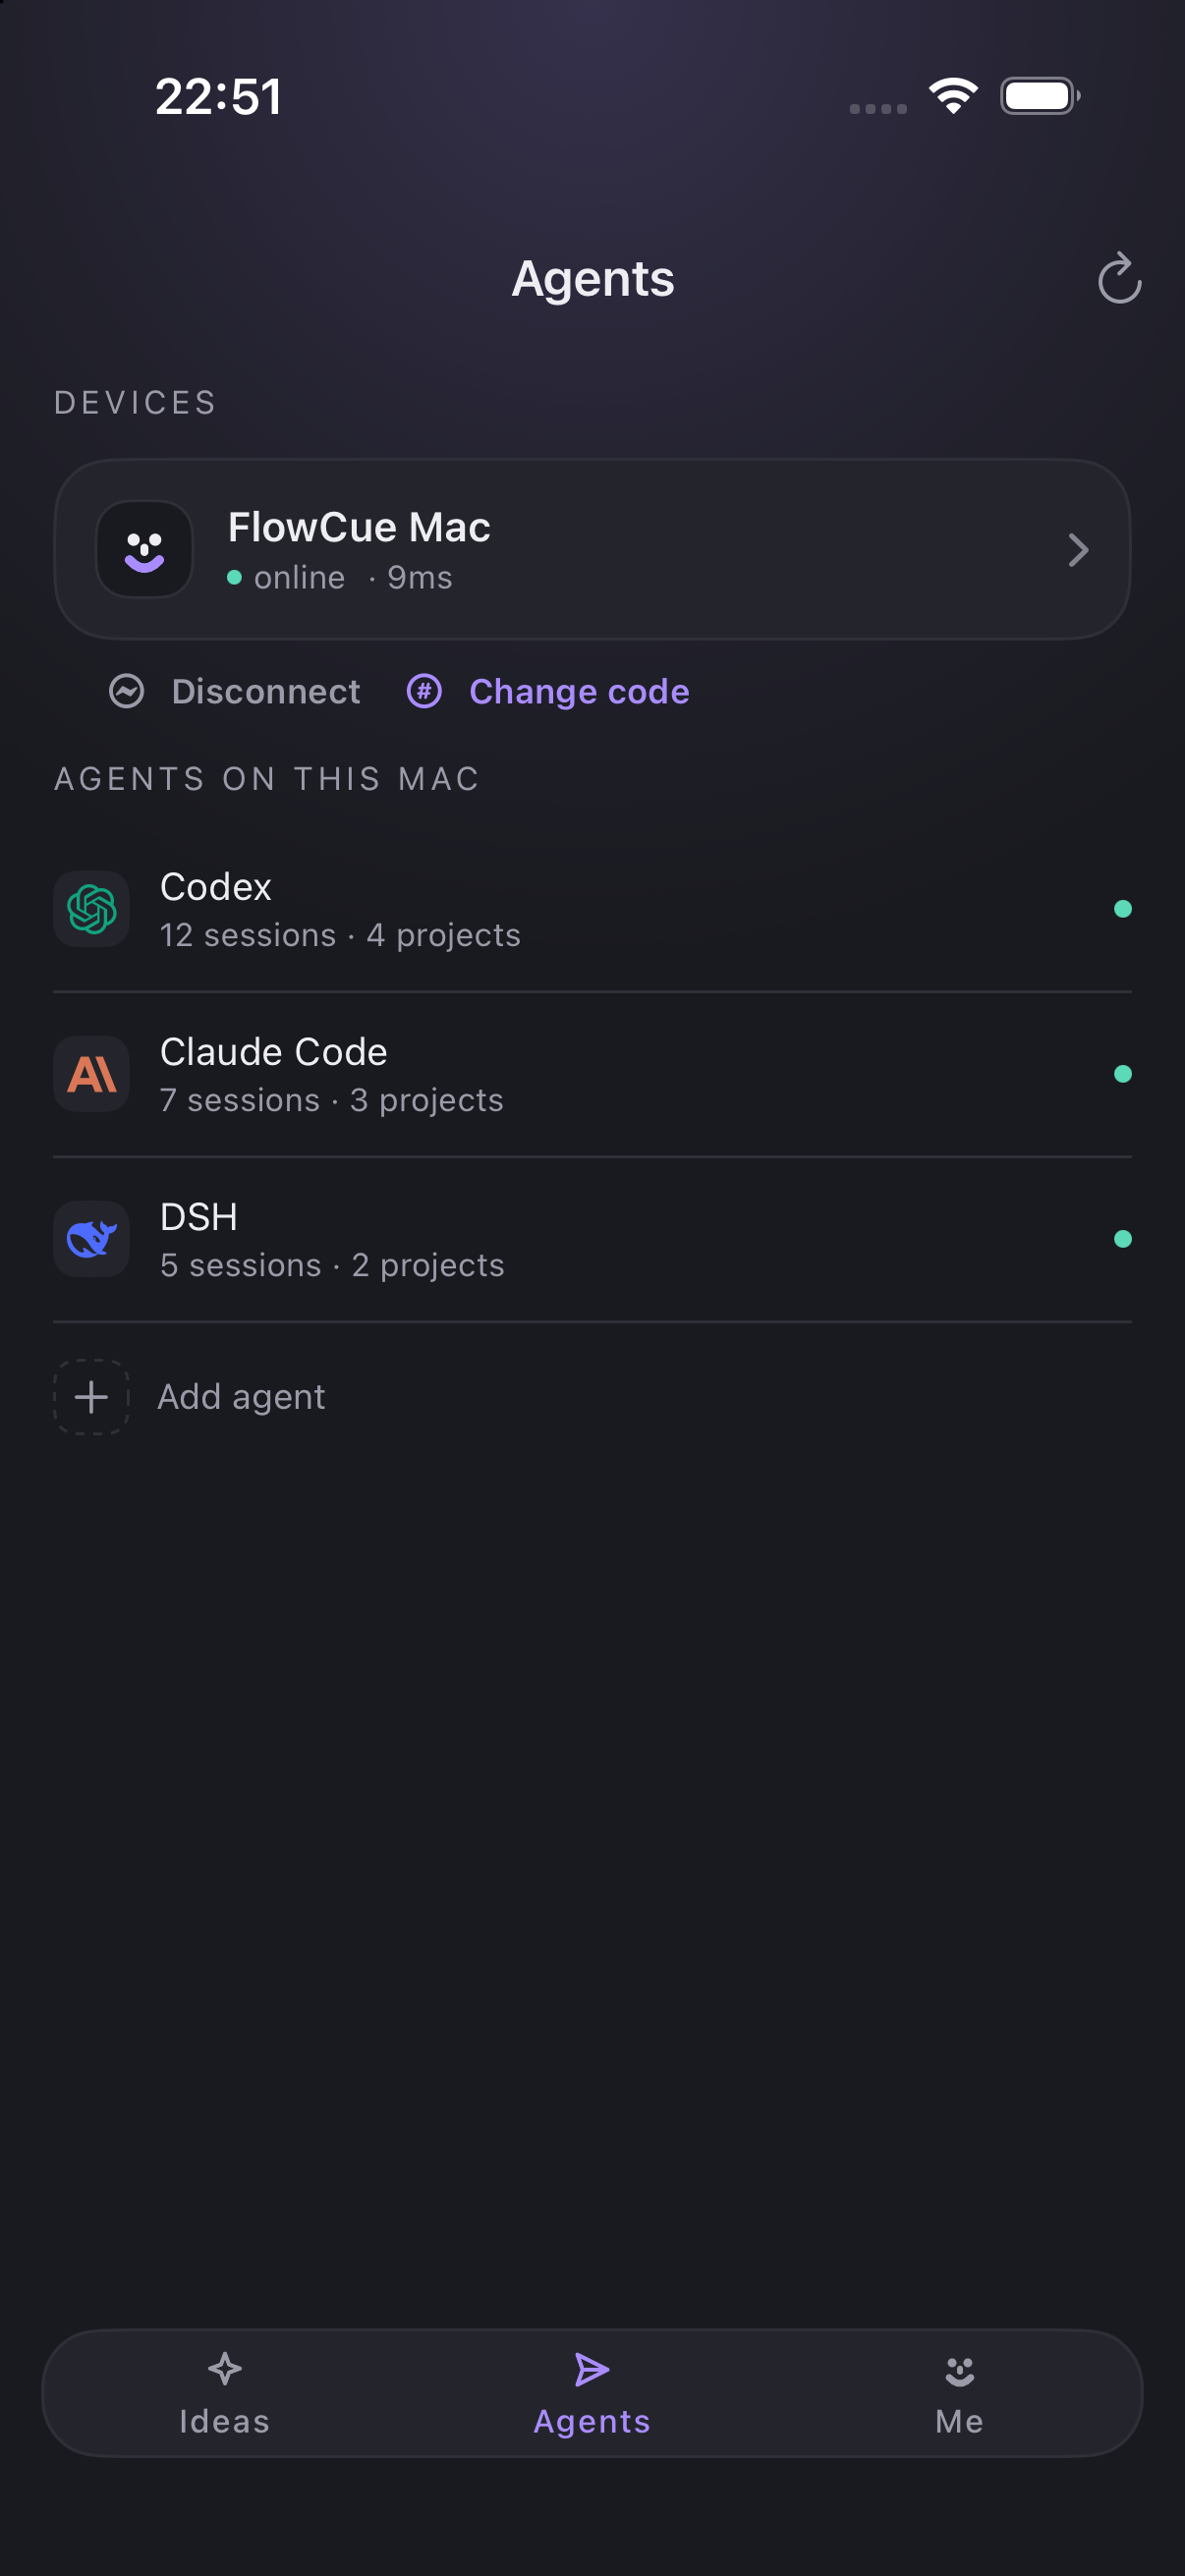 22:51
Agents
DEVICES
FlowCue Mac
online · 9ms
Disconnect
Change code
AGENTS ON THIS MAC
Codex
12 sessions · 4 projects
Claude Code
7 sessions · 3 projects
DSH
5 sessions · 2 projects
Add agent
Ideas
Agents
Me